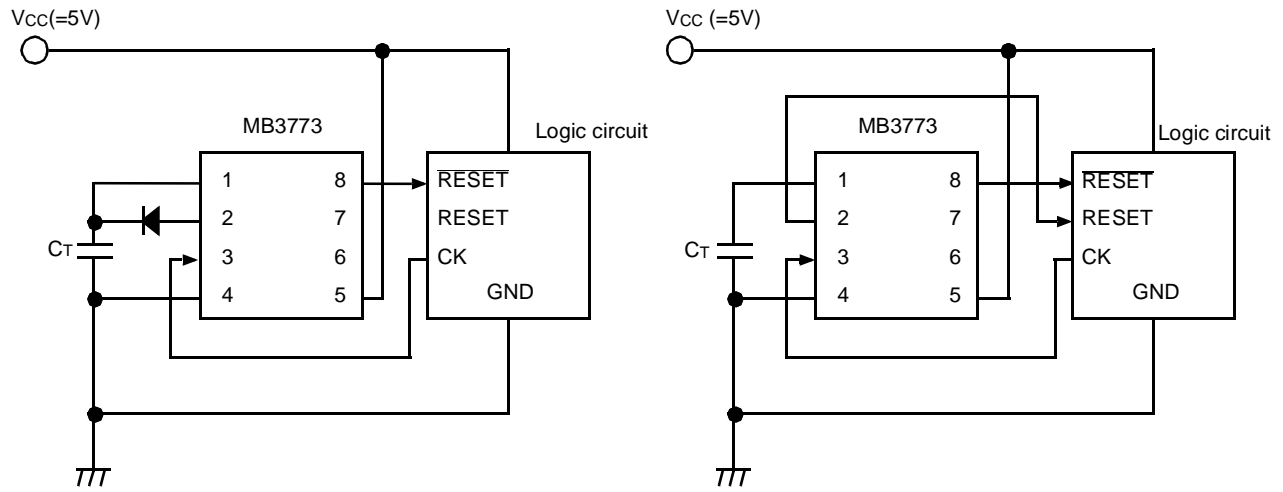 VCC(=5V)
MB3773
Logic circuit
1 8 RESET
2 7 RESET
CT
3 6 CK
4 5 GND
VCC (=5V)
MB3773
Logic circuit
1 8 RESET
2 7 RESET
CT
3 6 CK
4 5 GND